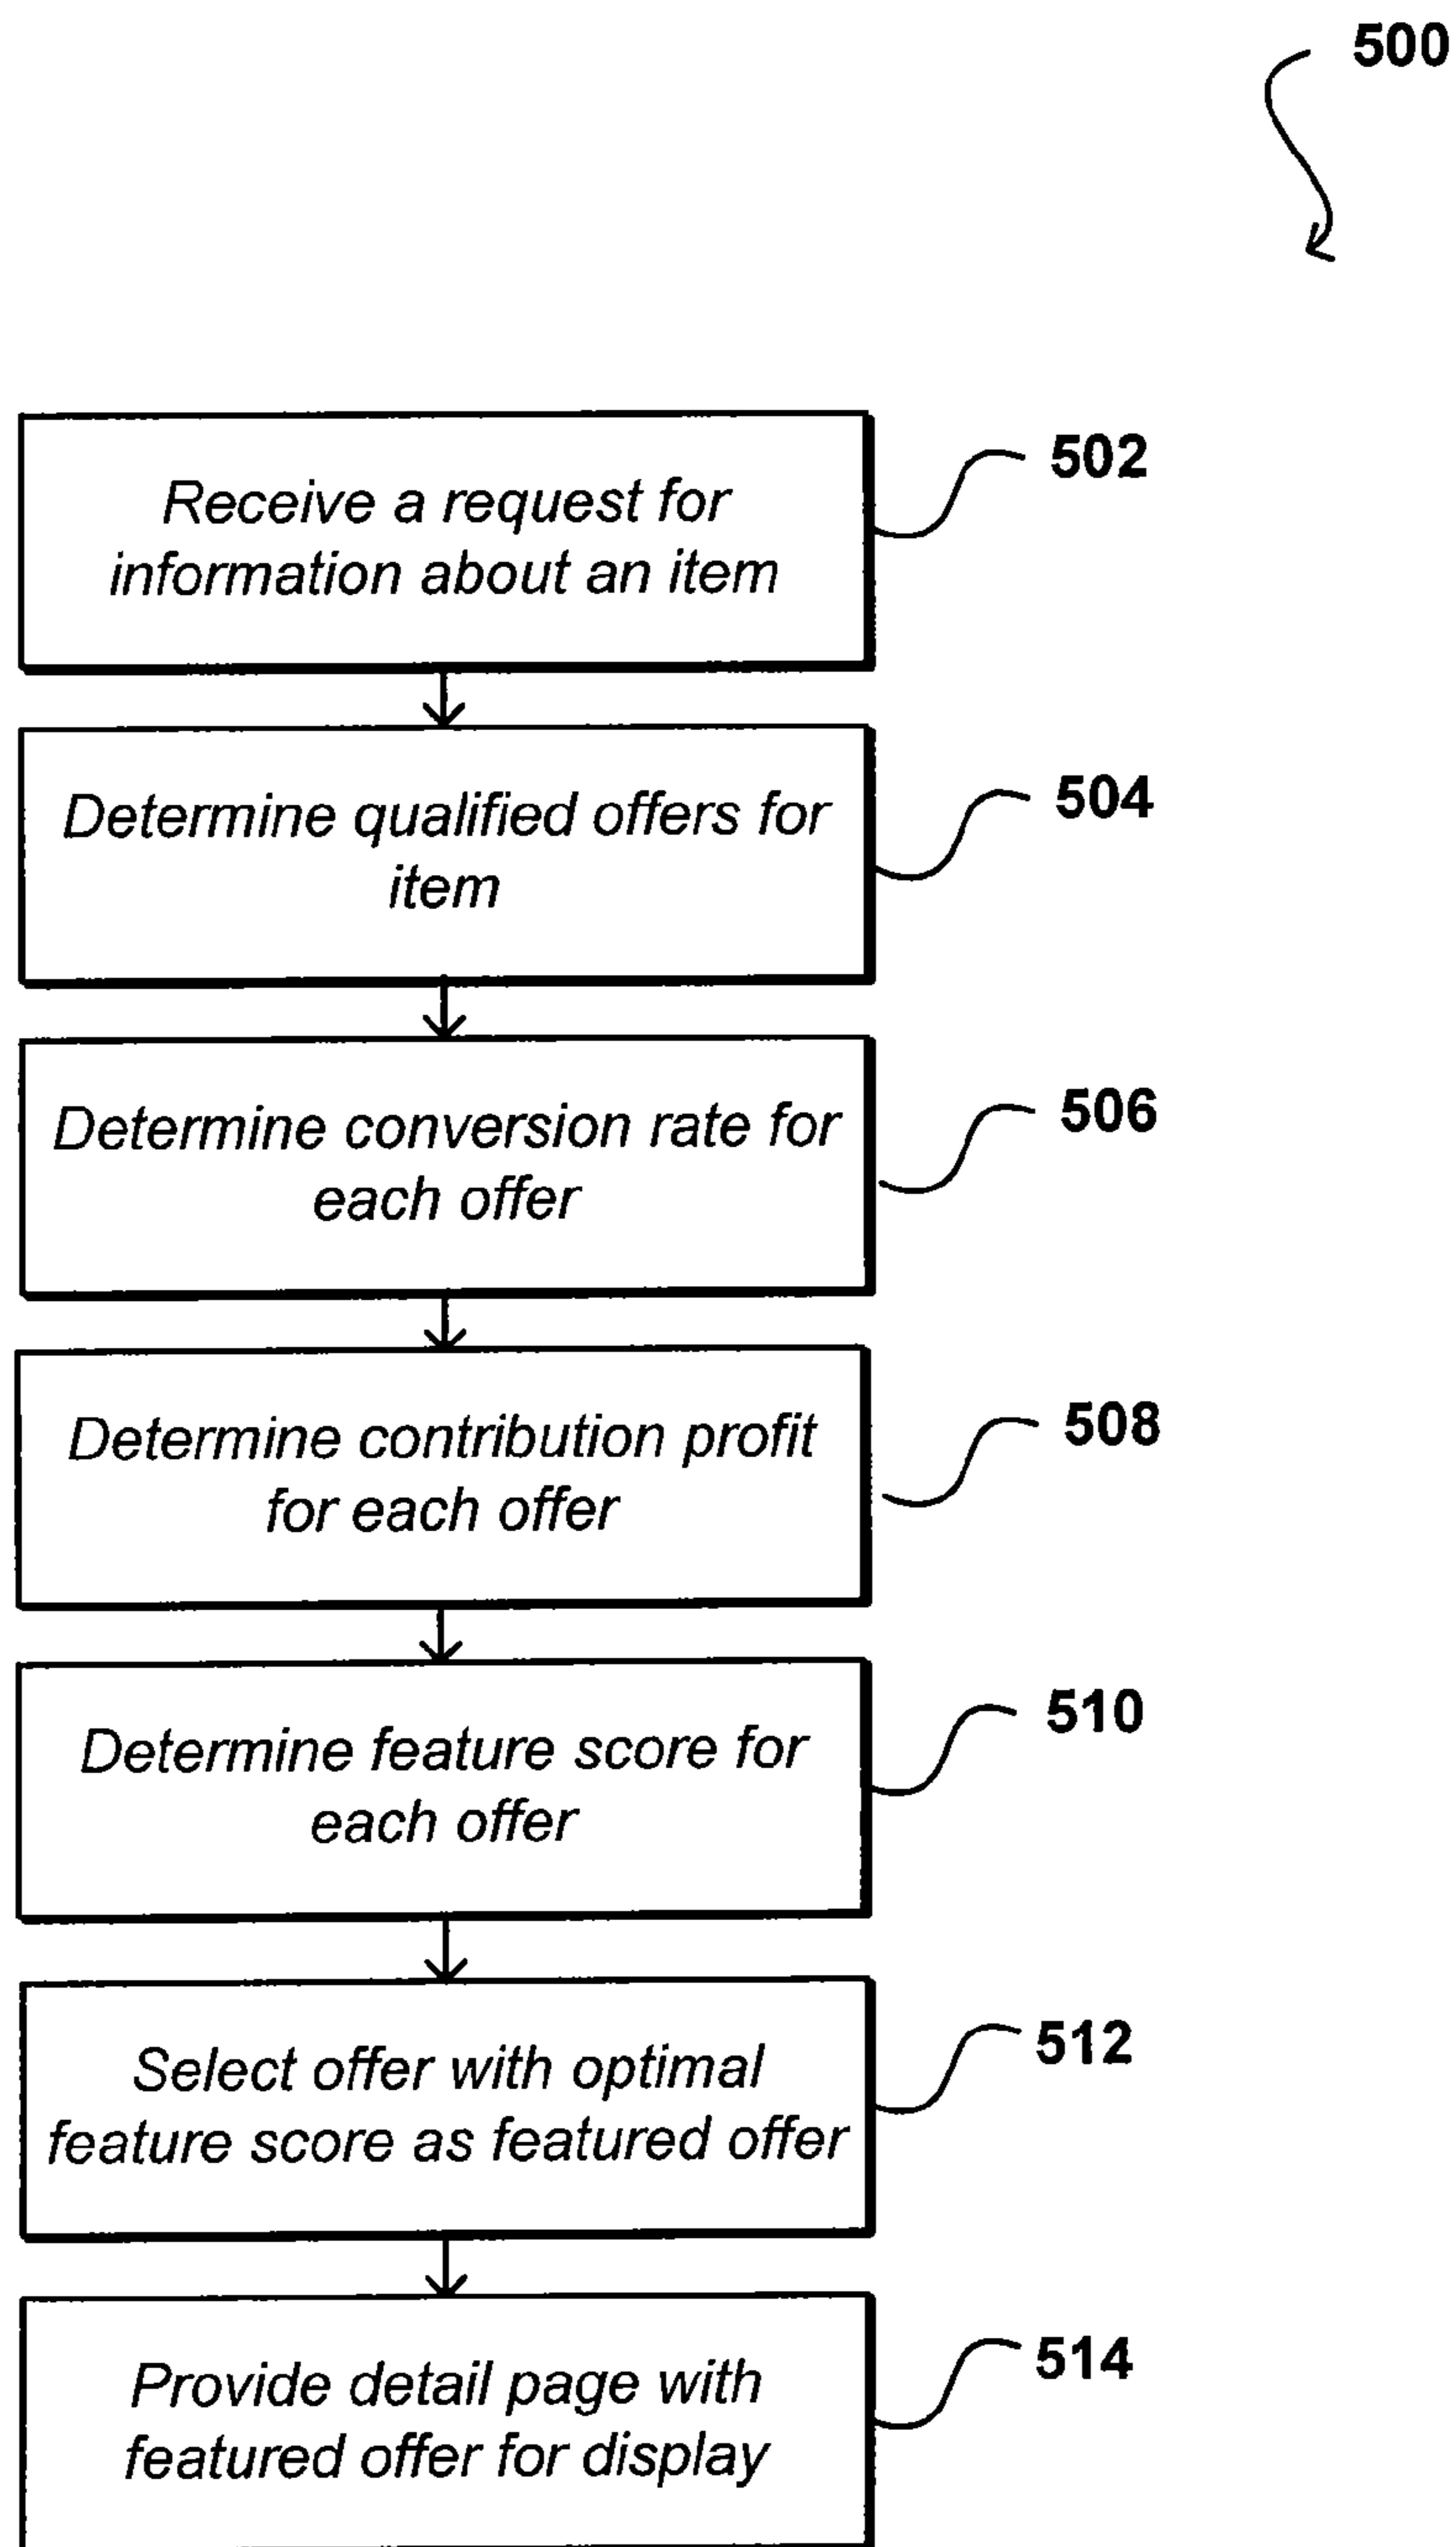 500
Receive a request for
information about an item
502
Determine qualified offers for
item
504
Determine conversion rate for
each offer
506
Determine contribution profit
for each offer
508
Determine feature score for
each offer
510
Select offer with optimal
feature score as featured offer
512
Provide detail page with
featured offer for display
514